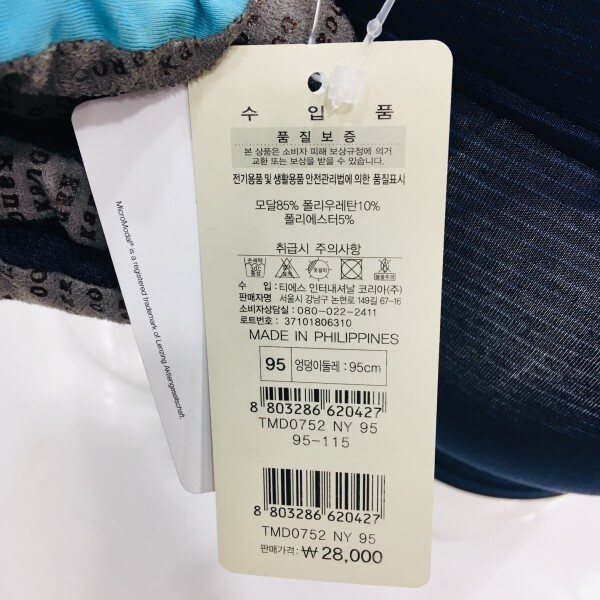 수 입 품
품 질 보 증
본 상품은 소비자 피해 보상규정에 의거
교환 또는 보상을 받을 수 있습니다.
전기용품 및 생활용품 안전관리법에 의한 품질표시
모달85% 폴리우레탄10%
폴리에스터5%
취급시 주의사항
수 입 : 티에스 인터내셔날 코리아(주)
판매자명 : 서울시 강남구 논현로 149길 67-16
소비자상담실 : 080-022-2411
로트번호 : 37101806310
MADE IN PHILIPPINES
95 엉덩이둘레 : 95cm
8 803286 620427
TMD0752 NY 95
95-115
8 803286 620427
TMD0752 NY 95
판매가격 : ₩ 28,000
MicroModal® is a registered trademark of Lenzing Aktiengesellschaft.